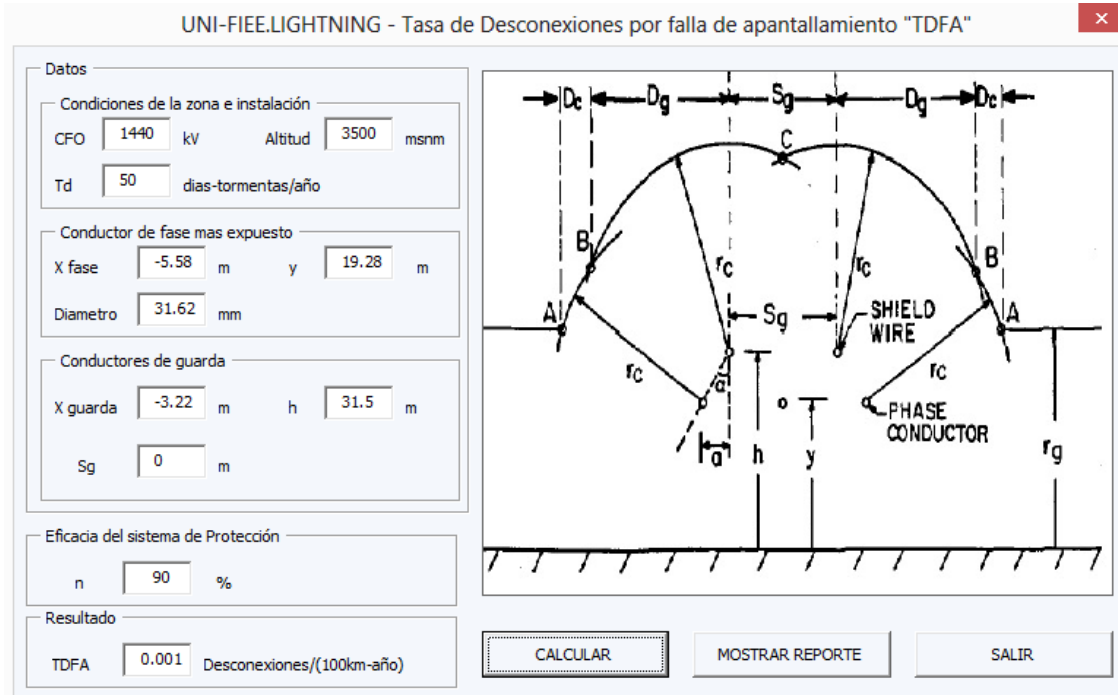 UNI-FIEE.LIGHTNING - Tasa de Desconexiones por falla de apantallamiento "TDFA"
Datos
Condiciones de la zona e instalación
CFO 1440 kV Altitud 3500 msnm
Td 50 dias-tormentas/año
Conductor de fase mas expuesto
X fase -5.58 m y 19.28 m
Diametro 31.62 mm
Conductores de guarda
X guarda -3.22 m h 31.5 m
Sg 0 m
Eficacia del sistema de Protección
n 90 %
Resultado
TDFA 0.001 Desconexiones/(100km-año)
Dc Dg Sg Dg Dc
C
B B
rc rc
A Sg SHIELD A
WIRE
rc rc
α
PHASE
CONDUCTOR
a h y rg
CALCULAR MOSTRAR REPORTE SALIR